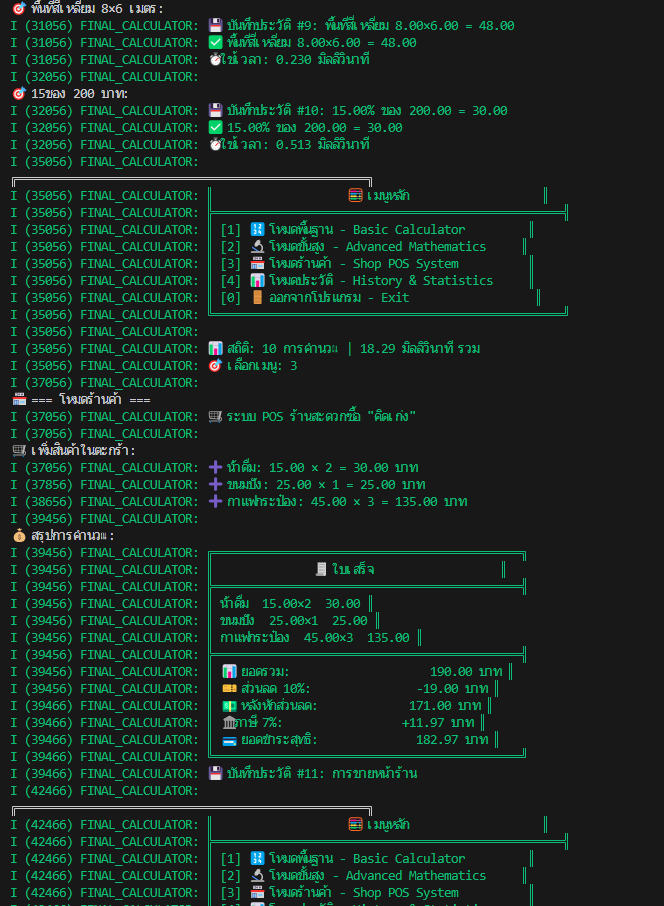 🎯 พื้นที่สี่เหลี่ยม 8×6 เมตร:
I (31056) FINAL_CALCULATOR: 💾 บันทึกประวัติ #9: พื้นที่สี่เหลี่ยม 8.00×6.00 = 48.00
I (31056) FINAL_CALCULATOR: ✅ พื้นที่สี่เหลี่ยม 8.00×6.00 = 48.00
I (31056) FINAL_CALCULATOR: ⏱️ใช้เวลา: 0.230 มิลลิวินาที
I (32056) FINAL_CALCULATOR:
🎯 15ของ 200 บาท:
I (32056) FINAL_CALCULATOR: 💾 บันทึกประวัติ #10: 15.00% ของ 200.00 = 30.00
I (32056) FINAL_CALCULATOR: ✅ 15.00% ของ 200.00 = 30.00
I (32056) FINAL_CALCULATOR: ⏱️ใช้เวลา: 0.513 มิลลิวินาที
I (35056) FINAL_CALCULATOR:
I (35056) FINAL_CALCULATOR: 🧮 เมนูหลัก
I (35056) FINAL_CALCULATOR:
I (35056) FINAL_CALCULATOR: [1] 🔢 โหมดพื้นฐาน - Basic Calculator
I (35056) FINAL_CALCULATOR: [2] 🔬 โหมดขั้นสูง - Advanced Mathematics
I (35056) FINAL_CALCULATOR: [3] 🏪 โหมดร้านค้า - Shop POS System
I (35056) FINAL_CALCULATOR: [4] 📊 โหมดประวัติ - History & Statistics
I (35056) FINAL_CALCULATOR: [0] 🚪 ออกจากโปรแกรม - Exit
I (35056) FINAL_CALCULATOR:
I (35056) FINAL_CALCULATOR:
I (35056) FINAL_CALCULATOR: 📊 สถิติ: 10 การคำนวณ | 18.29 มิลลิวินาที รวม
I (35056) FINAL_CALCULATOR: 🎯 เลือกเมนู: 3
I (37056) FINAL_CALCULATOR:
🏪 === โหมดร้านค้า ===
I (37056) FINAL_CALCULATOR: 🛒 ระบบ POS ร้านสะดวกซื้อ "คิดเก่ง"
I (37056) FINAL_CALCULATOR:
🛒 เพิ่มสินค้าในตะกร้า:
I (37056) FINAL_CALCULATOR: ➕ น้ำดื่ม: 15.00 × 2 = 30.00 บาท
I (37856) FINAL_CALCULATOR: ➕ ขนมปัง: 25.00 × 1 = 25.00 บาท
I (38656) FINAL_CALCULATOR: ➕ กาแฟกระป๋อง: 45.00 × 3 = 135.00 บาท
I (39456) FINAL_CALCULATOR:
💰 สรุปการคำนวณ:
I (39456) FINAL_CALCULATOR:
I (39456) FINAL_CALCULATOR: 🧾 ใบเสร็จ
I (39456) FINAL_CALCULATOR:
I (39456) FINAL_CALCULATOR: น้ำดื่ม 15.00×2 30.00
I (39456) FINAL_CALCULATOR: ขนมปัง 25.00×1 25.00
I (39456) FINAL_CALCULATOR: กาแฟกระป๋อง 45.00×3 135.00
I (39456) FINAL_CALCULATOR:
I (39456) FINAL_CALCULATOR: 📊 ยอดรวม: 190.00 บาท
I (39456) FINAL_CALCULATOR: 🎫 ส่วนลด 10%: -19.00 บาท
I (39466) FINAL_CALCULATOR: 💵 หลังหักส่วนลด: 171.00 บาท
I (39466) FINAL_CALCULATOR: 🏛️ภาษี 7%: +11.97 บาท
I (39466) FINAL_CALCULATOR: 💳 ยอดชำระสุทธิ: 182.97 บาท
I (39466) FINAL_CALCULATOR:
I (39466) FINAL_CALCULATOR: 💾 บันทึกประวัติ #11: การขายหน้าร้าน
I (42466) FINAL_CALCULATOR:
I (42466) FINAL_CALCULATOR: 🧮 เมนูหลัก
I (42466) FINAL_CALCULATOR:
I (42466) FINAL_CALCULATOR: [1] 🔢 โหมดพื้นฐาน - Basic Calculator
I (42466) FINAL_CALCULATOR: [2] 🔬 โหมดขั้นสูง - Advanced Mathematics
I (42466) FINAL_CALCULATOR: [3] 🏪 โหมดร้านค้า - Shop POS System